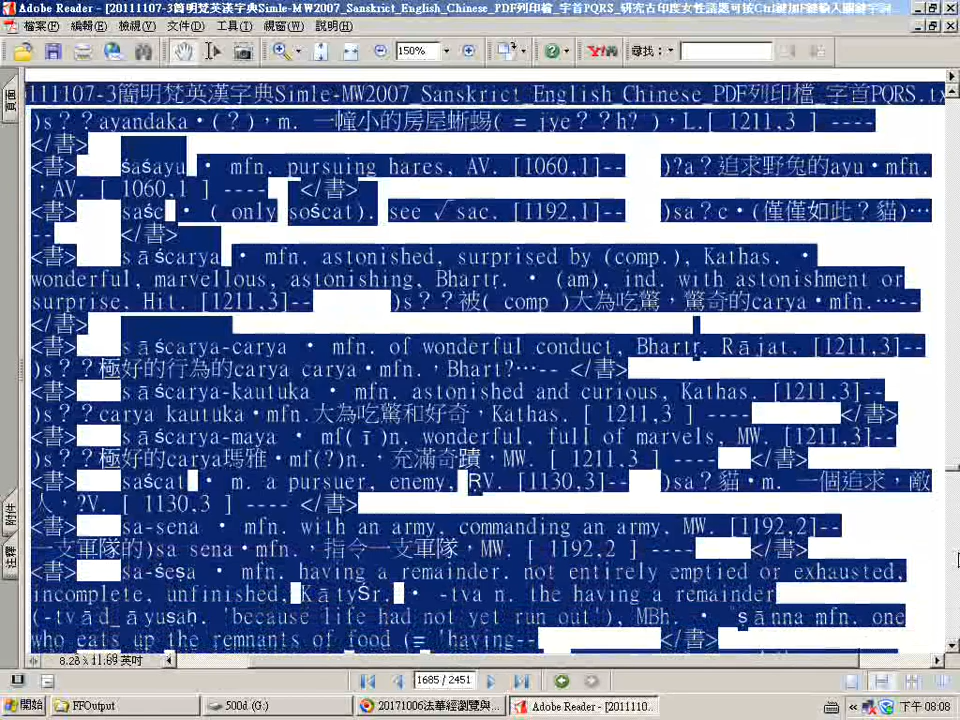 Adobe Reader - [20111107-3簡明梵英漢字典Simle-MW2007_Sanskrict_English_Chinese_PDF列印檔_字首PQRS_研究古印度女性議題可按Ctrl鍵加F鍵輸入關鍵字詞
檔案(F) 編輯(E) 檢視(V) 文件(D) 工具(T) 視窗(W) 說明(H)
150% 尋找：
頁面
111107-3簡明梵英漢字典Simle-MW2007_Sanskrict_English_Chinese_PDF列印檔_字首PQRS.tx
)s？？ayandaka•(？)，m. 一幢小的房屋蜥蜴( = jye？？h? )，L.[ 1211,3 ] ----
</書>
<書> śaśayu • mfn. pursuing hares, AV. [1060,1]-- )?a？追求野兔的ayu•mfn.
，AV. [ 1060,1 ] ---- </書>
<書> saśc • ( only soścat). see √sac. [1192,1]-- )sa？c•(僅僅如此？貓)…
-- </書>
<書> sāścarya • mfn. astonished, surprised by (comp.), Kathas. •
wonderful, marvellous, astonishing, Bhartṛ. • (am), ind. with astonishment or
surprise, Hit. [1211,3]-- )s？？被( comp )大為吃驚，驚奇的carya•mfn.…--
</書>
<書> sāścarya-carya • mfn. of wonderful conduct, Bhartṛ. Rājat. [1211,3]--
)s？？極好的行為的carya carya•mfn.，Bhart?…-- </書>
<書> sāścarya-kautuka • mfn. astonished and curious, Kathas. [1211,3]--
)s？？carya kautuka•mfn.大為吃驚和好奇，Kathas. [ 1211,3 ] ---- </書>
<書> sāścarya-maya • mf(ī)n. wonderful, full of marvels, MW. [1211,3]--
)s？？極好的carya瑪雅•mf(?)n.，充滿奇蹟，MW. [ 1211,3 ] ---- </書>
<書> saścat • m. a pursuer, enemy, ṚV. [1130,3]-- )sa？貓•m. 一個追求，敵
人，?V. [ 1130,3 ] ---- </書>
<書> sa-sena • mfn. with an army, commanding an army, MW. [1192,2]--
一支軍隊的)sa sena•mfn.，指令一支軍隊，MW. [ 1192,2 ] ---- </書>
<書> sa-śeṣa • mfn. having a remainder, not entirely emptied or exhausted,
incomplete, unfinished, KātyŚr. • -tva n. the having a remainder
(-tvād_āyuṣaḥ, 'because life had not yet run out'), MBh. • °ṣānna mfn. one
who eats up the remnants of food (= 'having-- </書>
附件
注釋
8.26 x 11.69 英吋
1685 / 2451
開始 FFOutput 500d (G:) 20171006法華經瀏覽與... Adobe Reader - [2011110... 下午 08:08